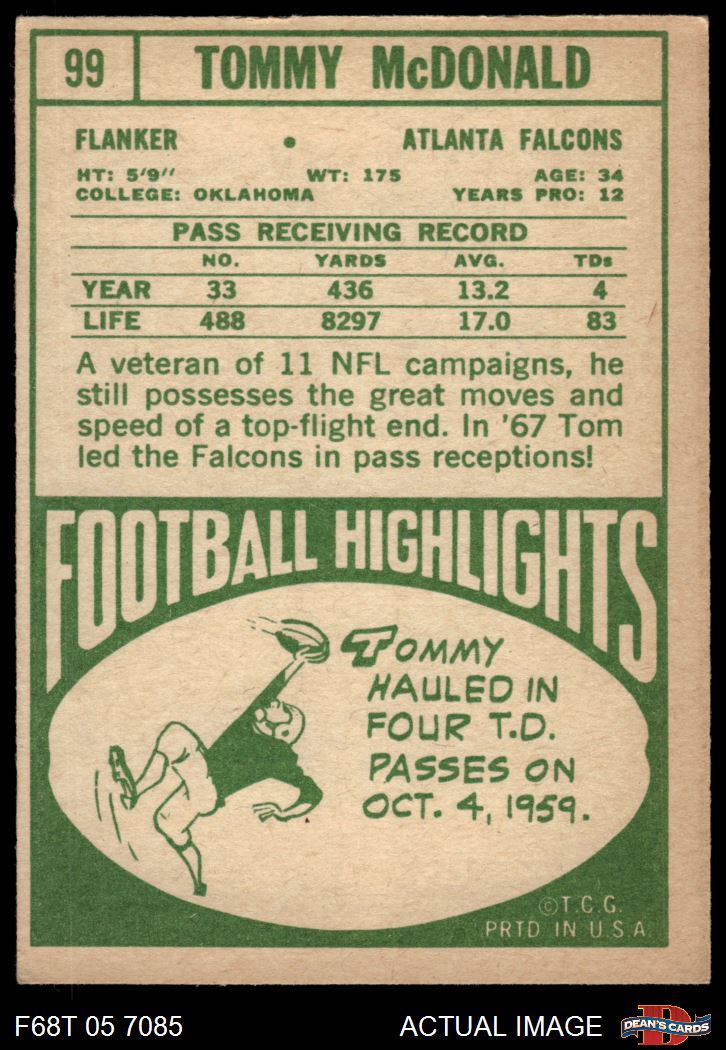 99 TOMMY McDONALD
FLANKER • ATLANTA FALCONS
HT: 5'9" WT: 175 AGE: 34
COLLEGE: OKLAHOMA YEARS PRO: 12
PASS RECEIVING RECORD
NO. YARDS AVG. TDs
YEAR 33 436 13.2 4
LIFE 488 8297 17.0 83
A veteran of 11 NFL campaigns, he
still possesses the great moves and
speed of a top-flight end. In '67 Tom
led the Falcons in pass receptions!
FOOTBALL HIGHLIGHTS
TOMMY
HAULED IN
FOUR T.D.
PASSES ON
OCT. 4, 1959.
©T.C.G.
PRTD IN U.S.A
F68T 05 7085 ACTUAL IMAGE
D
DEAN'S CARDS